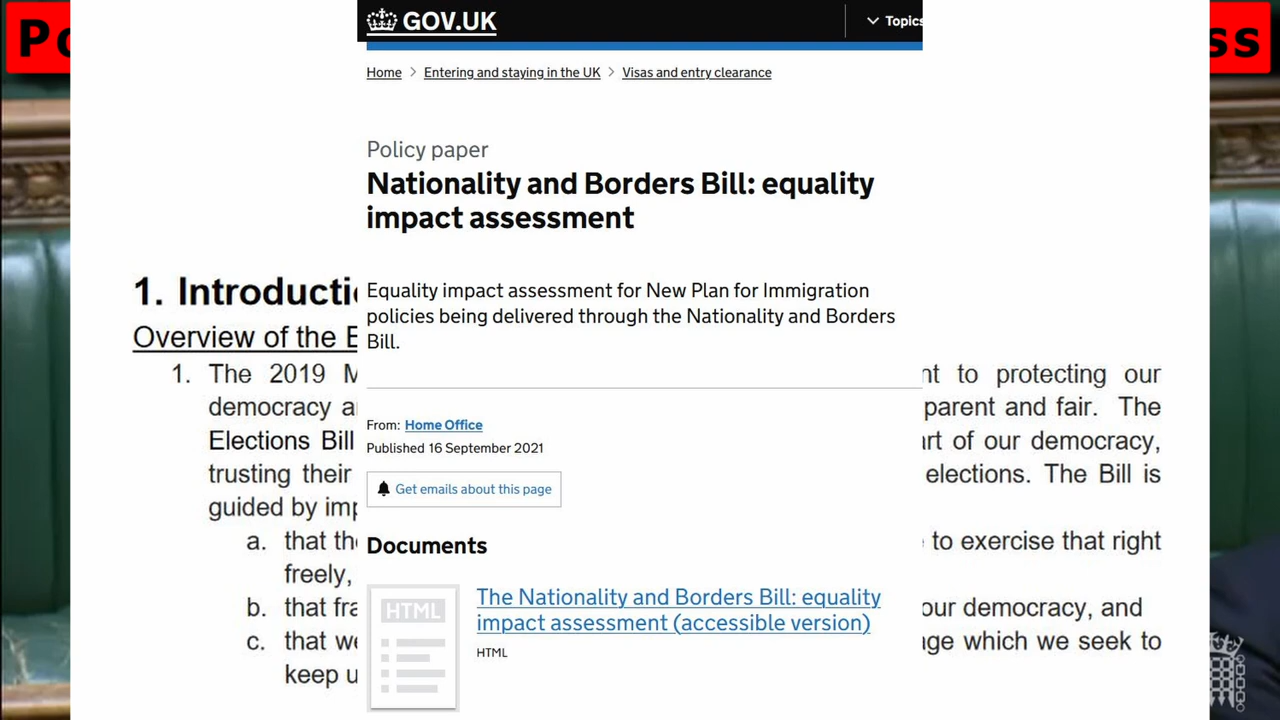 Po
ss
GOV.UK
Topics
Home
Entering and staying in the UK
Visas and entry clearance
Policy paper
Nationality and Borders Bill: equality
impact assessment
Equality impact assessment for New Plan for Immigration
policies being delivered through the Nationality and Borders
Bill.
From: Home Office
Published 16 September 2021
Get emails about this page
Documents
HTML
The Nationality and Borders Bill: equality
impact assessment (accessible version)
HTML
1. Introducti
Overview of the
1. The 2019 M nt to protecting our
democracy a parent and fair. The
Elections Bill rt of our democracy,
trusting their elections. The Bill is
guided by imp
a. that the to exercise that right
freely,
b. that fra our democracy, and
c. that we nge which we seek to
keep u